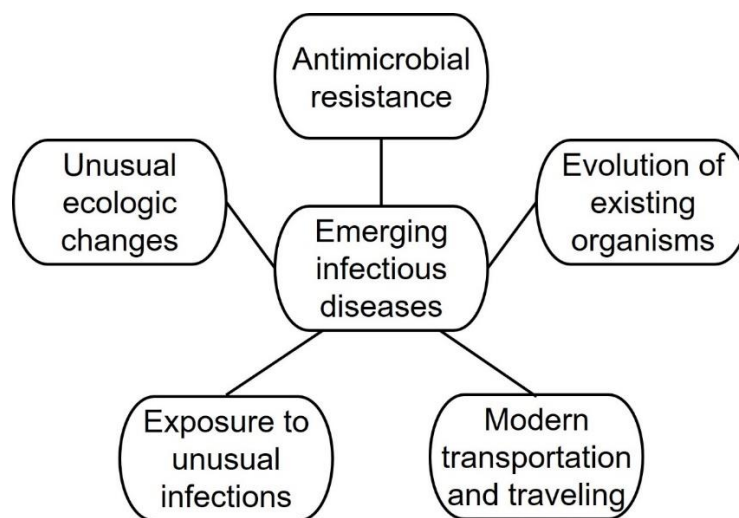 Antimicrobial
resistance
Unusual
ecologic
changes
Evolution of
existing
organisms
Emerging
infectious
diseases
Exposure to
unusual
infections
Modern
transportation
and traveling